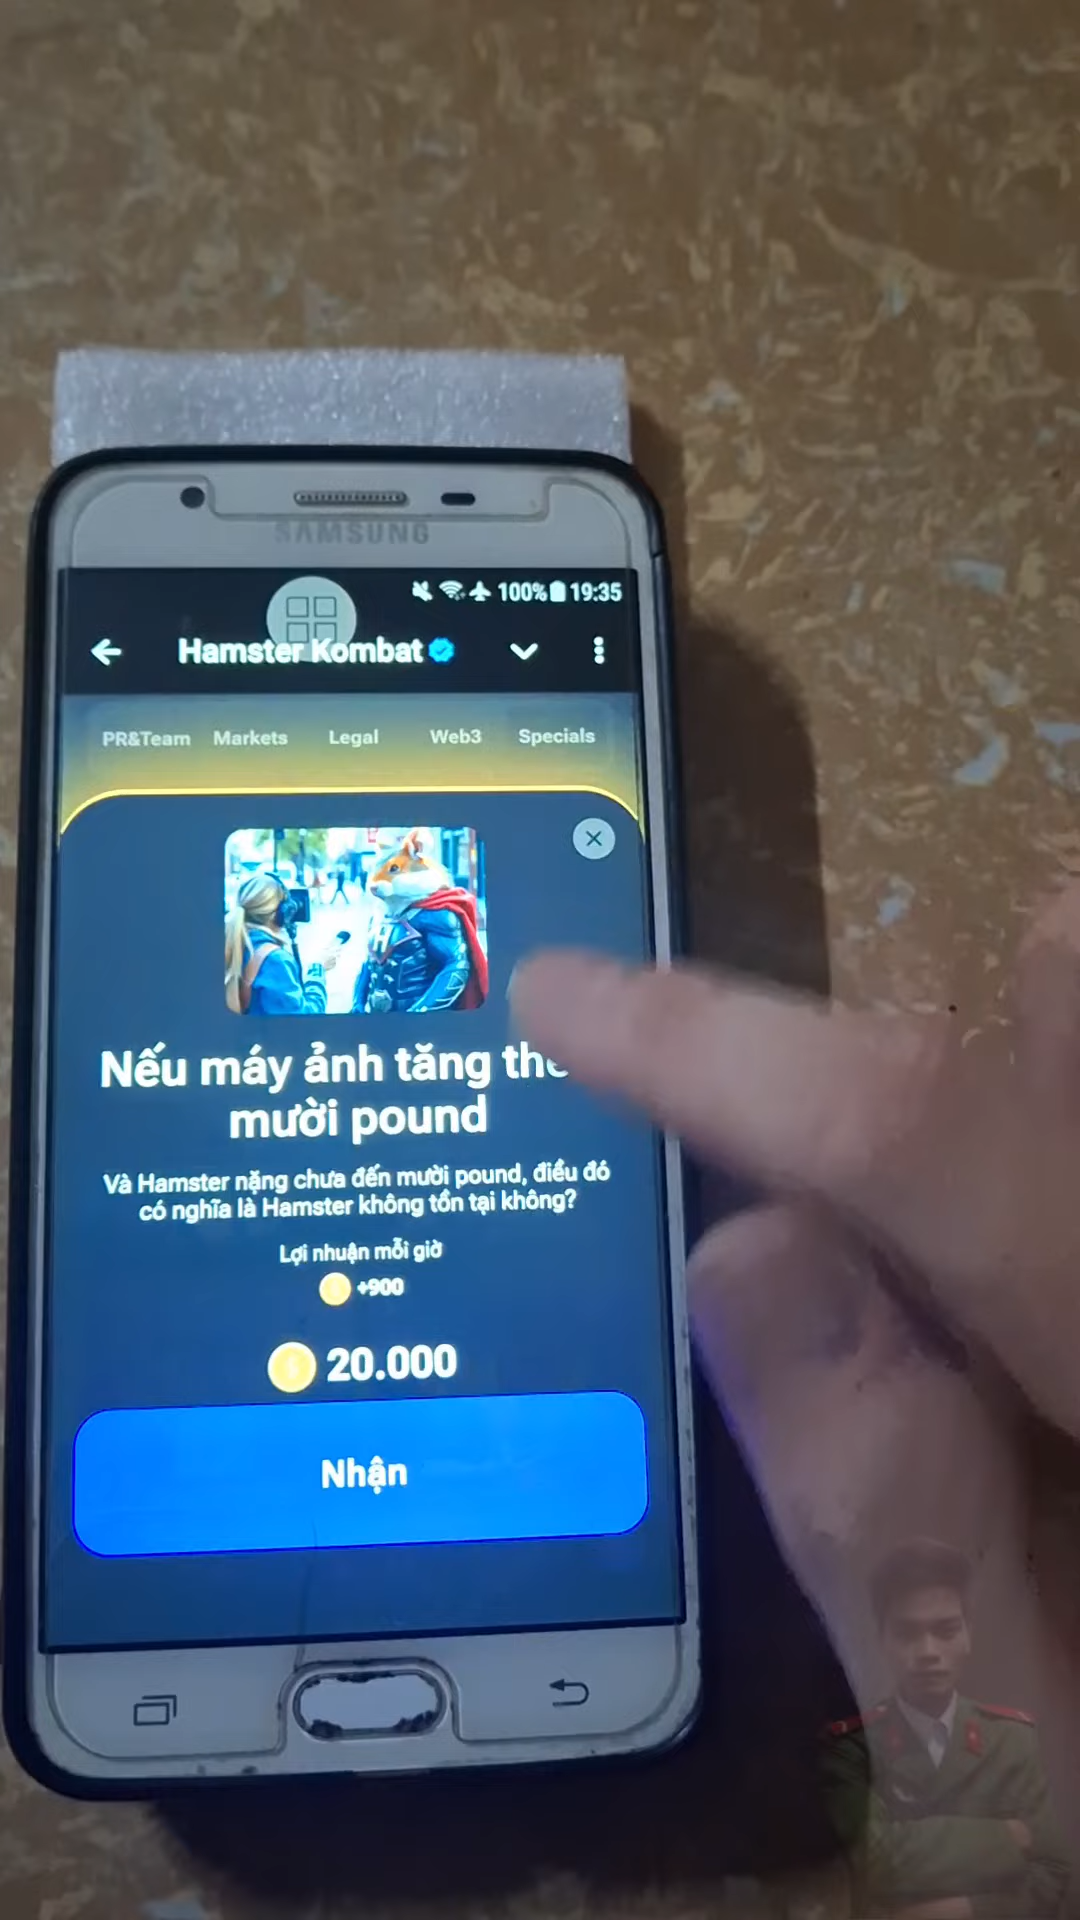 SAMSUNG
100% 19:35
Hamster Kombat
PR&Team Markets Legal Web3 Specials
Nếu máy ảnh tăng
mười pound
Và Hamster nặng chưa đến mười pound, điều đó
có nghĩa là Hamster không tồn tại không?
Lợi nhuận mỗi giờ
+900
20.000
Nhận